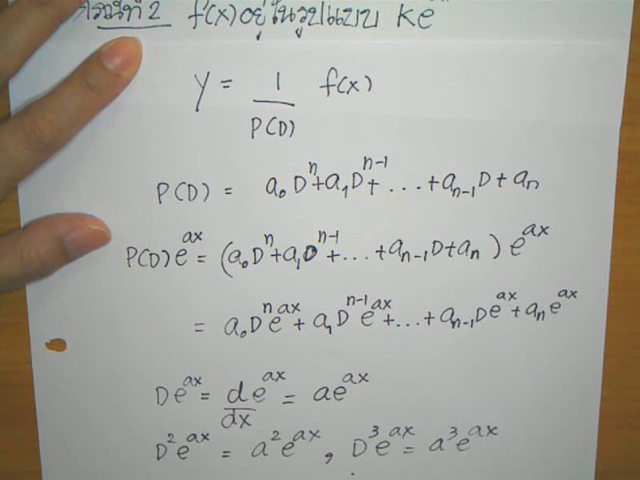 กรณีที่ 2 f(x) อยู่ในรูปแบบ ke
y = 1/P(D) f(x)
P(D) = a₀Dⁿ+a₁Dⁿ⁻¹+...+aₙ₋₁D+aₙ
P(D)e^ax = (a₀Dⁿ+a₁Dⁿ⁻¹+...+aₙ₋₁D+aₙ)e^ax
= a₀Dⁿe^ax+a₁Dⁿ⁻¹e^ax+...+aₙ₋₁De^ax+aₙe^ax
De^ax = d/dx e^ax = ae^ax
D²e^ax = a²e^ax, D³e^ax = a³e^ax